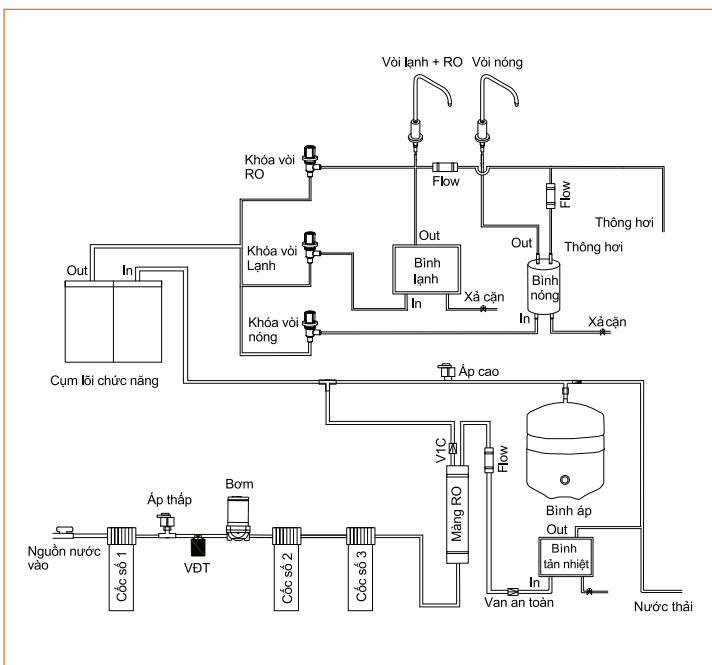 Vòi lạnh + RO
Vòi nóng
Khóa vòi
RO
Flow
Flow
Thông hơi
Out
Out
Thông hơi
Khóa vòi
Lạnh
Bình
lạnh
Bình
nóng
Out
In
In
Xả cặn
Khóa vòi
nóng
In
Xả cặn
Cụm lõi chức năng
Áp cao
V1C
Flow
Màng RO
Bình áp
Áp thấp
Bơm
Nguồn nước
vào
Cốc số 1
VĐT
Cốc số 2
Cốc số 3
Out
Bình
tản nhiệt
In
Van an toàn
Nước thải